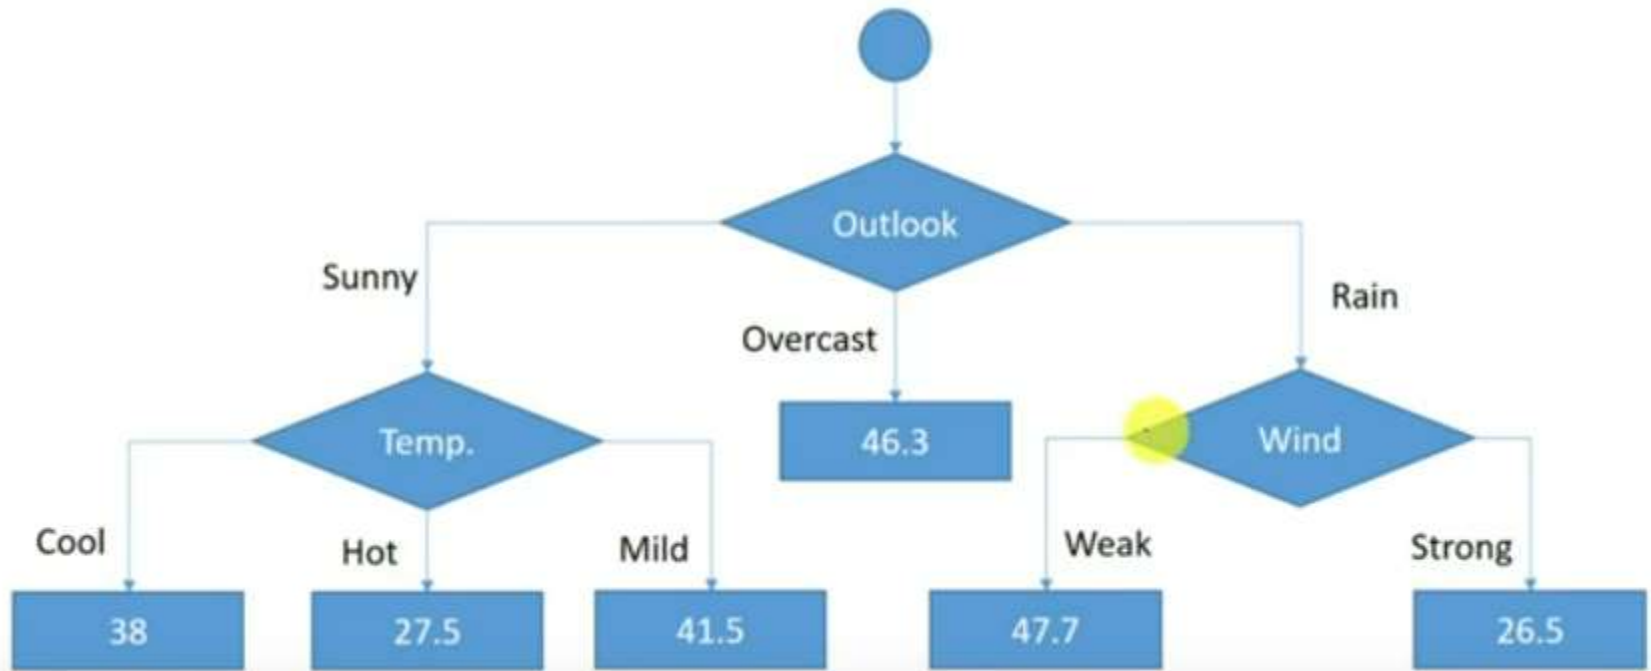 Outlook
Sunny
Rain
Overcast
Temp.
46.3
Wind
Cool
Hot
Mild
Weak
Strong
38
27.5
41.5
47.7
26.5